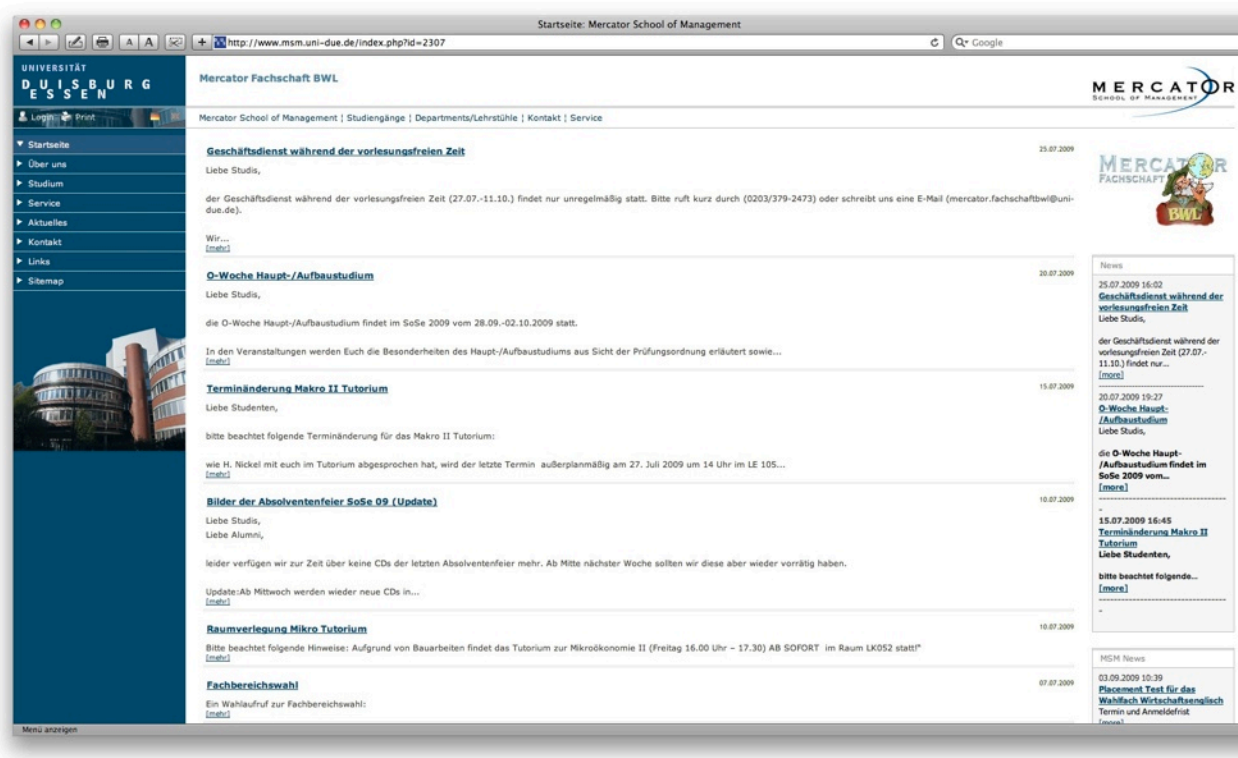 Startseite: Mercator School of Management
A A
http://www.msm.uni-due.de/index.php?id=2307
Google
UNIVERSITÄT
DUISBURG
ESSEN
Mercator Fachschaft BWL
MERCATOR
SCHOOL OF MANAGEMENT
Login Print
Mercator School of Management ¦ Studiengänge ¦ Departments/Lehrstühle ¦ Kontakt ¦ Service
Startseite
Über uns
Studium
Service
Aktuelles
Kontakt
Links
Sitemap
Geschäftsdienst während der vorlesungsfreien Zeit 25.07.2009
Liebe Studis,
der Geschäftsdienst während der vorlesungsfreien Zeit (27.07.-11.10.) findet nur unregelmäßig statt. Bitte ruft kurz durch (0203/379-2473) oder schreibt uns eine E-Mail (mercator.fachschaftbwl@uni-
due.de).
Wir...
[mehr]
O-Woche Haupt-/Aufbaustudium 20.07.2009
Liebe Studis,
die O-Woche Haupt-/Aufbaustudium findet im SoSe 2009 vom 28.09.-02.10.2009 statt.
In den Veranstaltungen werden Euch die Besonderheiten des Haupt-/Aufbaustudiums aus Sicht der Prüfungsordnung erläutert sowie...
[mehr]
Terminänderung Makro II Tutorium 15.07.2009
Liebe Studenten,
bitte beachtet folgende Terminänderung für das Makro II Tutorium:
wie H. Nickel mit euch im Tutorium abgesprochen hat, wird der letzte Termin außerplanmäßig am 27. Juli 2009 um 14 Uhr im LE 105...
[mehr]
Bilder der Absolventenfeier SoSe 09 (Update) 10.07.2009
Liebe Studis,
Liebe Alumni,
leider verfügen wir zur Zeit über keine CDs der letzten Absolventenfeier mehr. Ab Mitte nächster Woche sollten wir diese aber wieder vorrätig haben.
Update:Ab Mittwoch werden wieder neue CDs in...
[mehr]
Raumverlegung Mikro Tutorium 10.07.2009
Bitte beachtet folgende Hinweise: Aufgrund von Bauarbeiten findet das Tutorium zur Mikroökonomie II (Freitag 16.00 Uhr – 17.30) AB SOFORT im Raum LK052 statt!"
[mehr]
Fachbereichswahl 07.07.2009
Ein Wahlaufruf zur Fachbereichswahl:
[mehr]
MERCATOR
FACHSCHAFT
BWL
News
25.07.2009 16:02
Geschäftsdienst während der
vorlesungsfreien Zeit
Liebe Studis,
der Geschäftsdienst während der
vorlesungsfreien Zeit (27.07.-
11.10.) findet nur...
[more]
20.07.2009 19:27
O-Woche Haupt-
/Aufbaustudium
Liebe Studis,
die O-Woche Haupt-
/Aufbaustudium findet im
SoSe 2009 vom...
[more]
15.07.2009 16:45
Terminänderung Makro II
Tutorium
Liebe Studenten,
bitte beachtet folgende...
[more]
MSM News
03.09.2009 10:39
Placement Test für das
Wahlfach Wirtschaftsenglisch
Termin und Anmeldefrist
[more]
Menü anzeigen